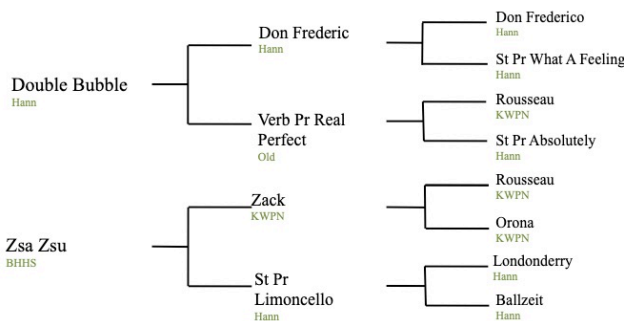 Double Bubble
Hann
Don Frederic
Hann
Don Frederico
Hann
St Pr What A Feeling
Hann
Verb Pr Real
Perfect
Old
Rousseau
KWPN
St Pr Absolutely
Hann
Zsa Zsu
BHHS
Zack
KWPN
Rousseau
KWPN
Orona
KWPN
St Pr
Limoncello
Hann
Londonderry
Hann
Ballzeit
Hann